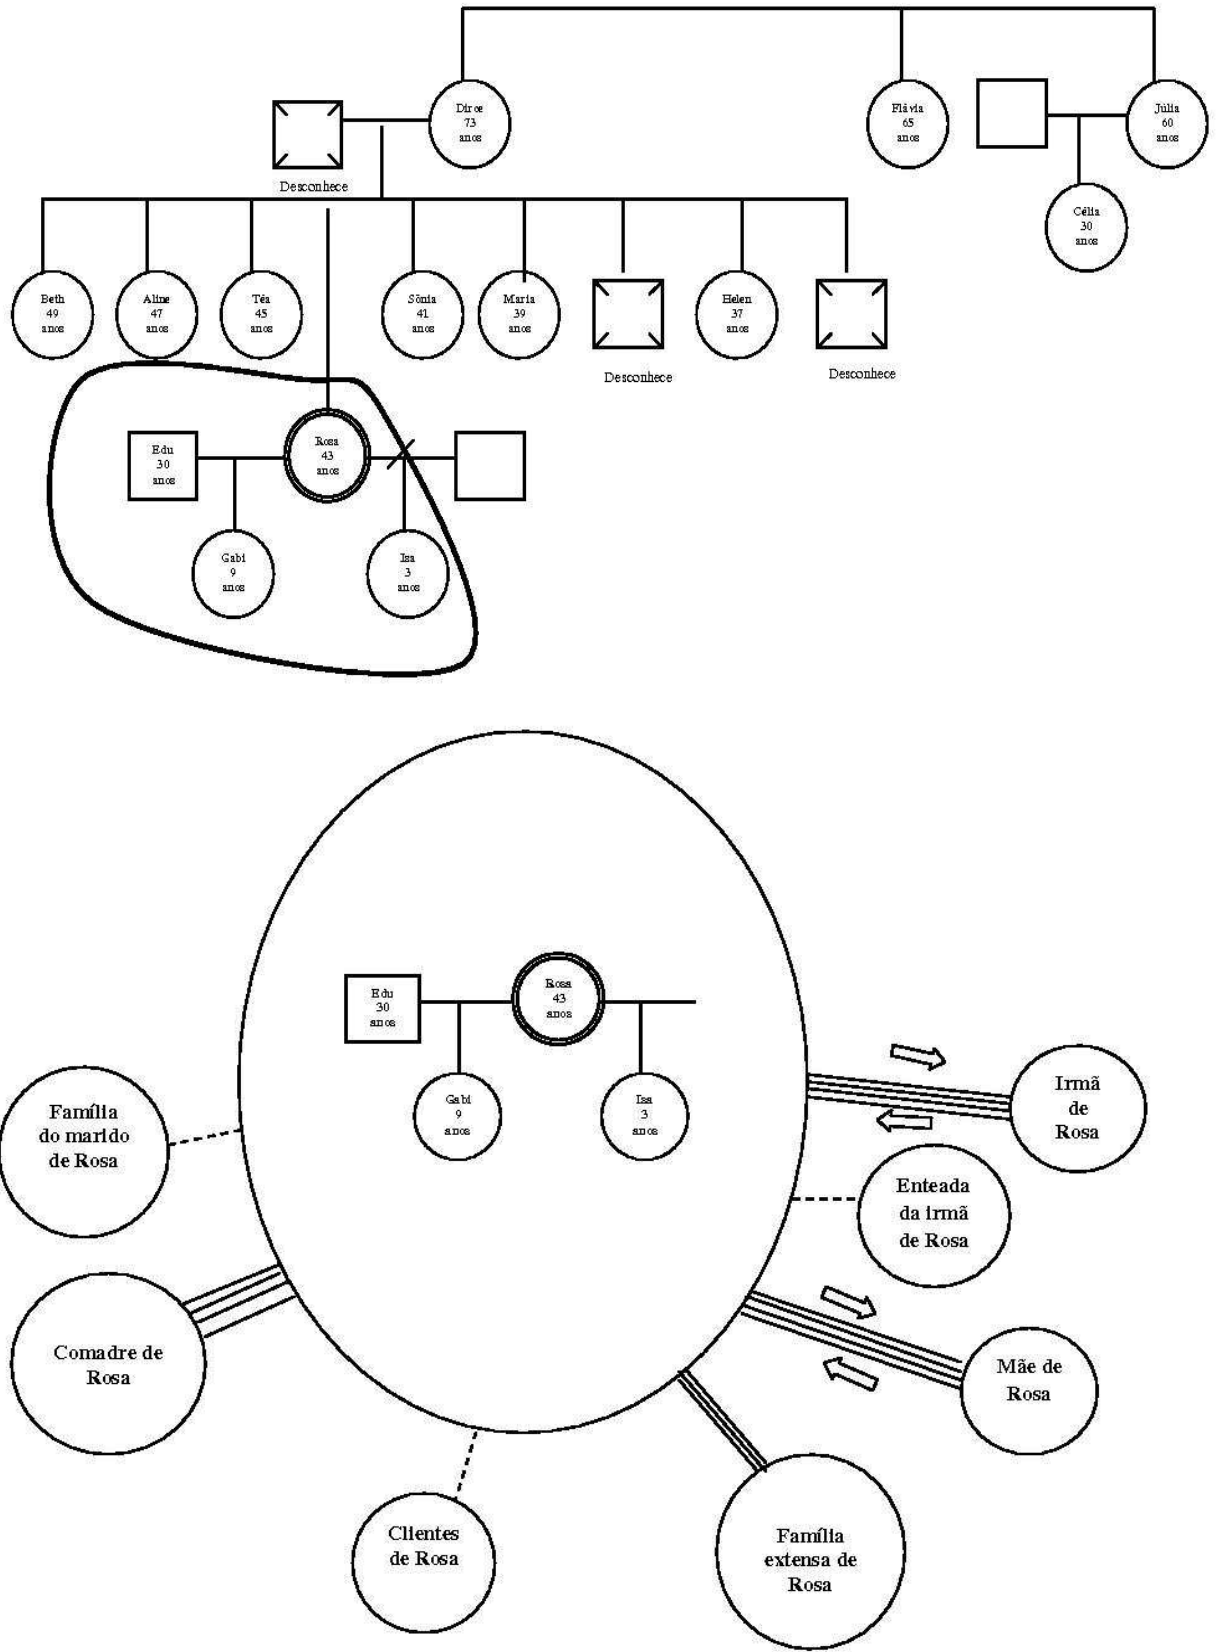 Dirce
73
anos
Flávia
65
anos
Júlia
60
anos
Desconhece
Célia
30
anos
Beth
49
anos
Aline
47
anos
Téa
45
anos
Sônia
41
anos
Maria
39
anos
Helen
37
anos
Desconhece
Desconhece
Edu
30
anos
Rosa
43
anos
Gabi
9
anos
Isa
3
anos
Edu
30
anos
Rosa
43
anos
Gabi
9
anos
Isa
3
anos
Família
do marido
de Rosa
Irmã
de
Rosa
Enteada
da irmã
de Rosa
Comadre de
Rosa
Mãe de
Rosa
Clientes
de Rosa
Família
extensa de
Rosa